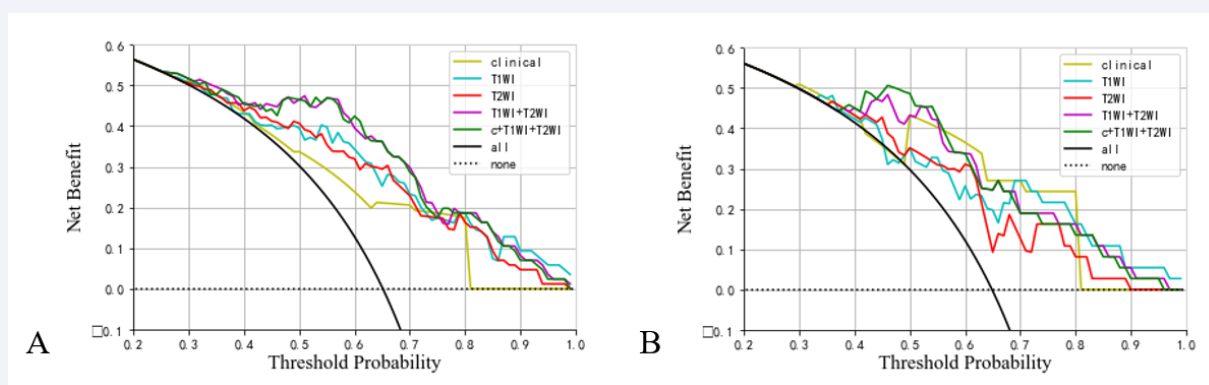 0.6
0.5
0.4
0.3
0.2
0.1
0.0
□0.1
0.2 0.3 0.4 0.5 0.6 0.7 0.8 0.9 1.0
Net Benefit
Threshold Probability
clinical
T1WI
T2WI
T1WI+T2WI
c+T1WI+T2WI
all
none
A
0.6
0.5
0.4
0.3
0.2
0.1
0.0
□0.1
0.2 0.3 0.4 0.5 0.6 0.7 0.8 0.9 1.0
Net Benefit
Threshold Probability
clinical
T1WI
T2WI
T1WI+T2WI
c+T1WI+T2WI
all
none
B